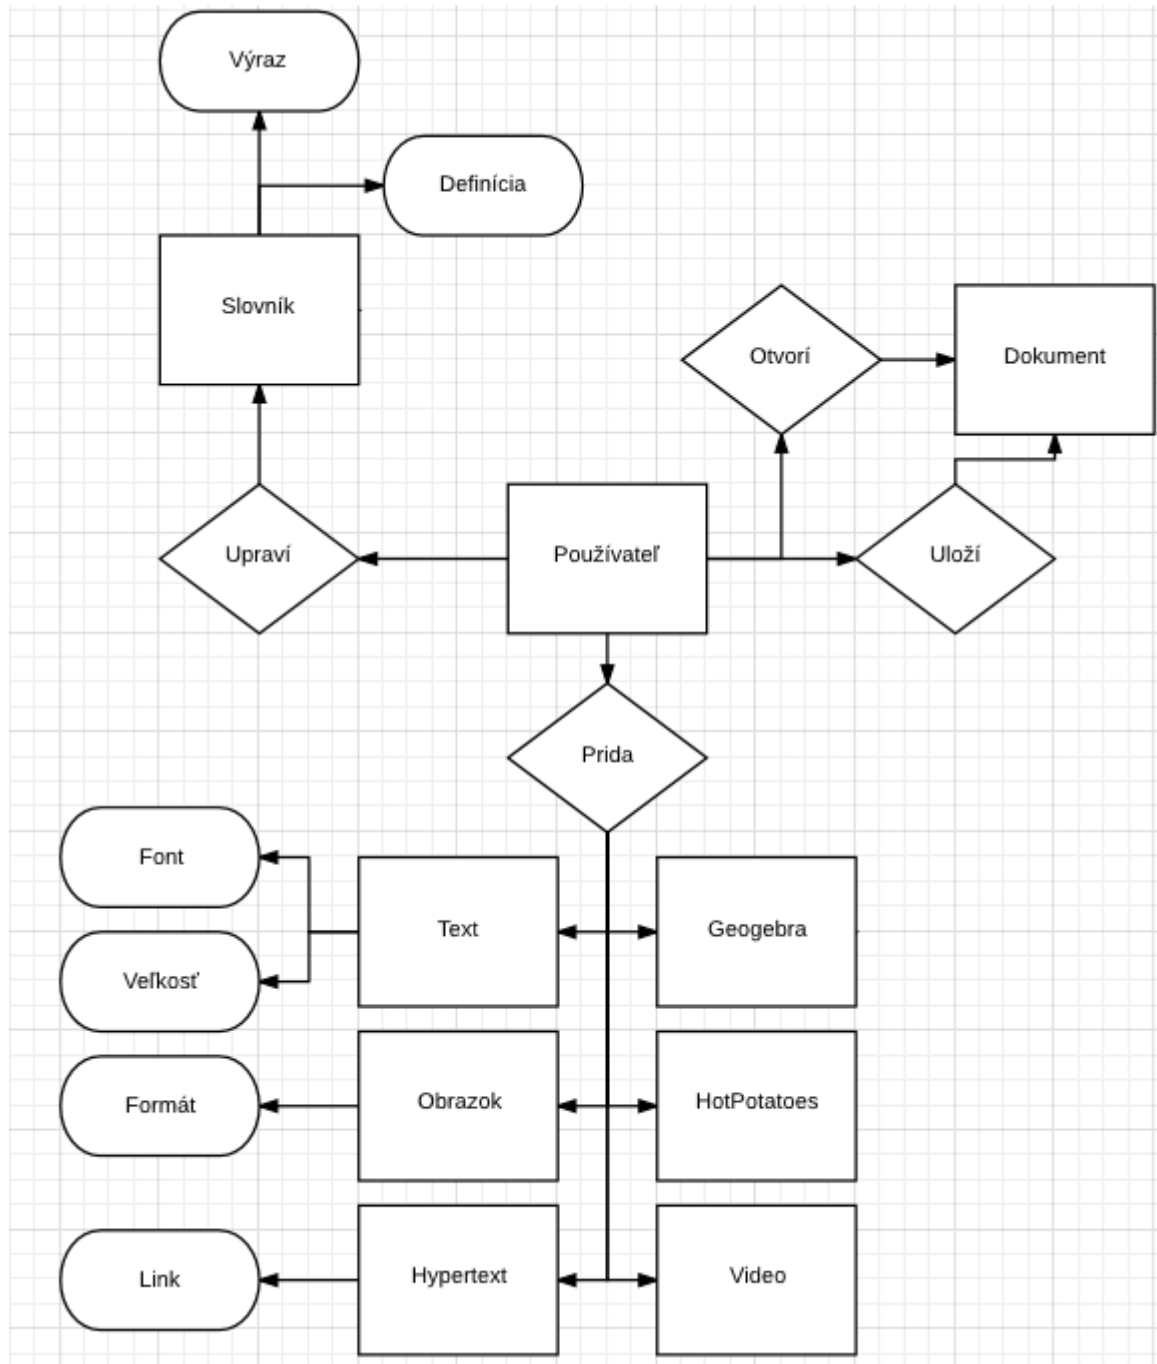 Výraz
Definícia
Slovník
Otvorí
Dokument
Upraví
Používateľ
Uloží
Prida
Font
Text
Geogebra
Veľkosť
Formát
Obrazok
HotPotatoes
Link
Hypertext
Video